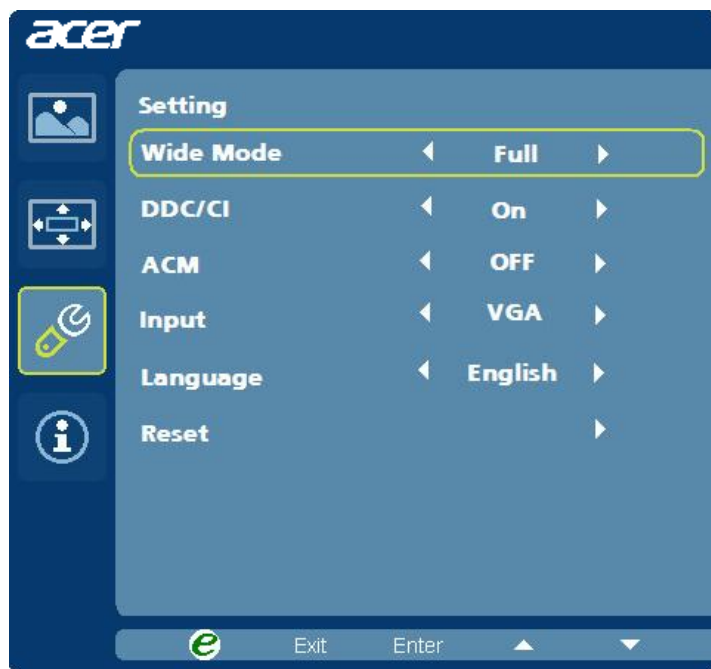 acer
Setting
Wide Mode Full
DDC/CI On
ACM OFF
Input VGA
Language English
Reset
e Exit Enter